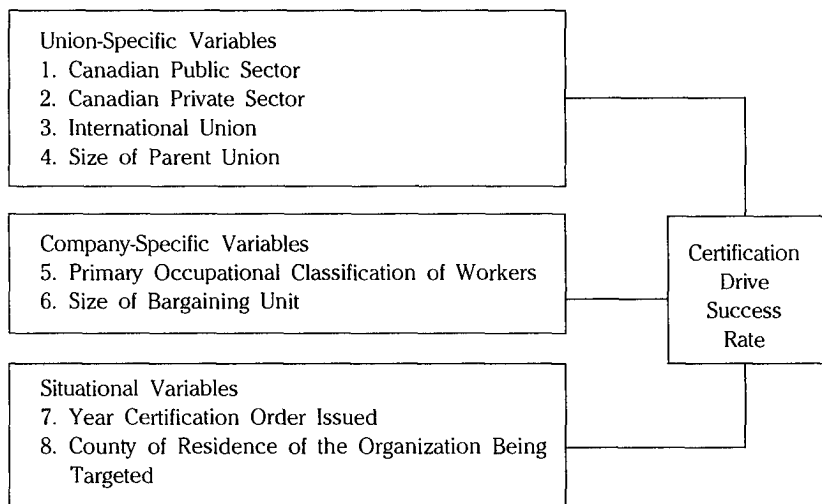 Union-Specific Variables
1. Canadian Public Sector
2. Canadian Private Sector
3. International Union
4. Size of Parent Union
Company-Specific Variables
5. Primary Occupational Classification of Workers
6. Size of Bargaining Unit
Certification
Drive
Success
Rate
Situational Variables
7. Year Certification Order Issued
8. County of Residence of the Organization Being
Targeted